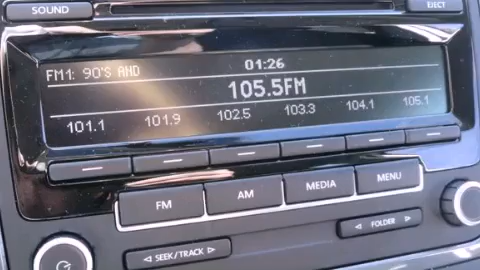 SOUND
EJECT
01:26
FM1: 90'S AND
105.5FM
101.1 101.9 102.5 103.3 104.1 105.1
FM AM MEDIA MENU
◁ SEEK/TRACK ▷ ◁ FOLDER ▷